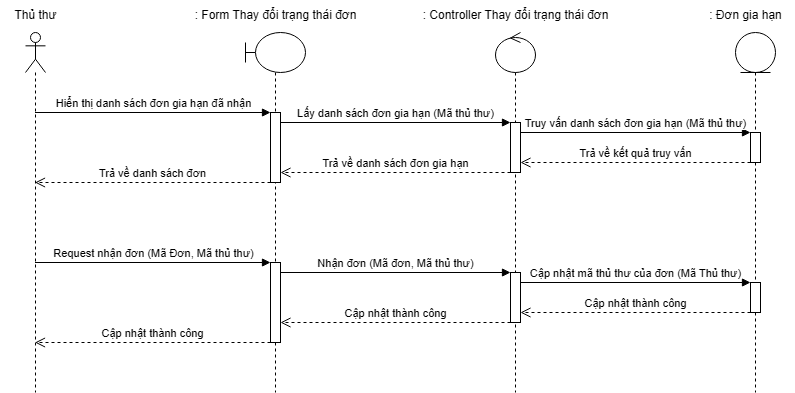 Thủ thư
: Form Thay đổi trạng thái đơn
: Controller Thay đổi trạng thái đơn
: Đơn gia hạn
Hiển thị danh sách đơn gia hạn đã nhận
Lấy danh sách đơn gia hạn (Mã thủ thư)
Truy vấn danh sách đơn gia hạn (Mã thủ thư)
Trả về kết quả truy vấn
Trả về danh sách đơn gia hạn
Trả về danh sách đơn
Request nhận đơn (Mã Đơn, Mã thủ thư)
Nhận đơn (Mã đơn, Mã thủ thư)
Cập nhật mã thủ thư của đơn (Mã Thủ thư)
Cập nhật thành công
Cập nhật thành công
Cập nhật thành công